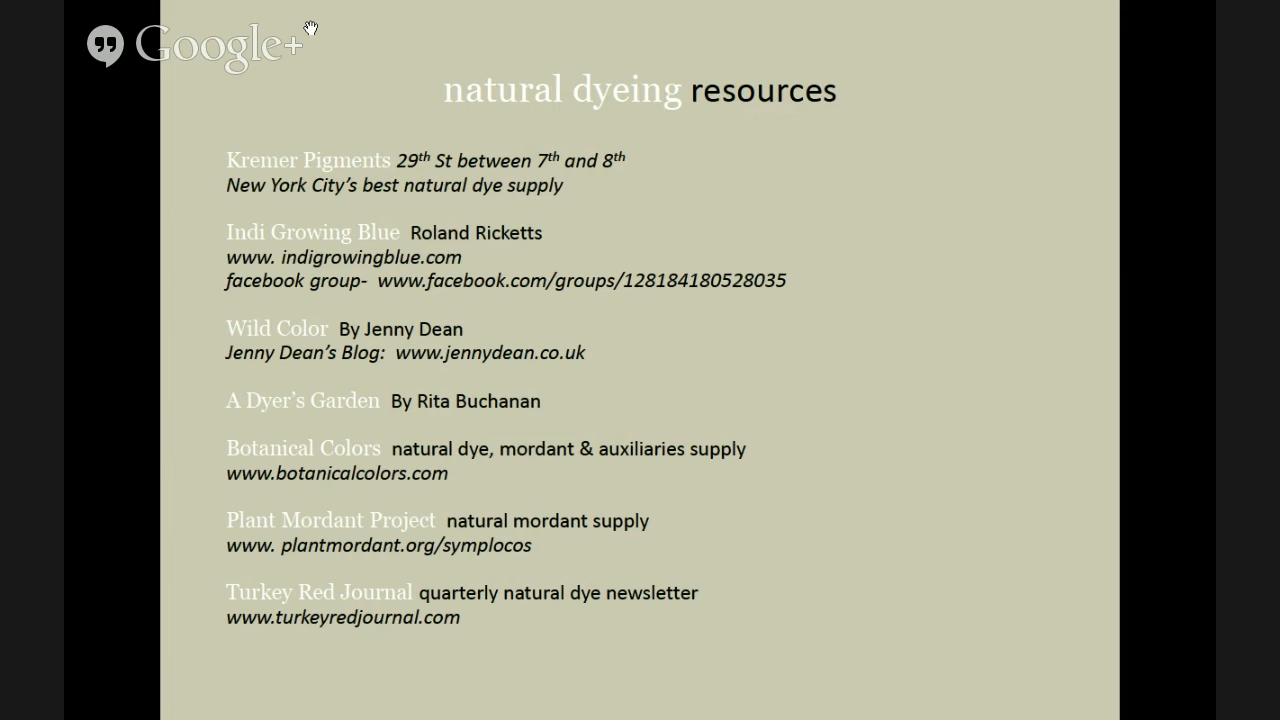 Google+
natural dyeing resources
Kremer Pigments 29th St between 7th and 8th
New York City's best natural dye supply
Indi Growing Blue Roland Ricketts
www. indigrowingblue.com
facebook group- www.facebook.com/groups/128184180528035
Wild Color By Jenny Dean
Jenny Dean's Blog: www.jennydean.co.uk
A Dyer's Garden By Rita Buchanan
Botanical Colors natural dye, mordant & auxiliaries supply
www.botanicalcolors.com
Plant Mordant Project natural mordant supply
www. plantmordant.org/symplocos
Turkey Red Journal quarterly natural dye newsletter
www.turkeyredjournal.com